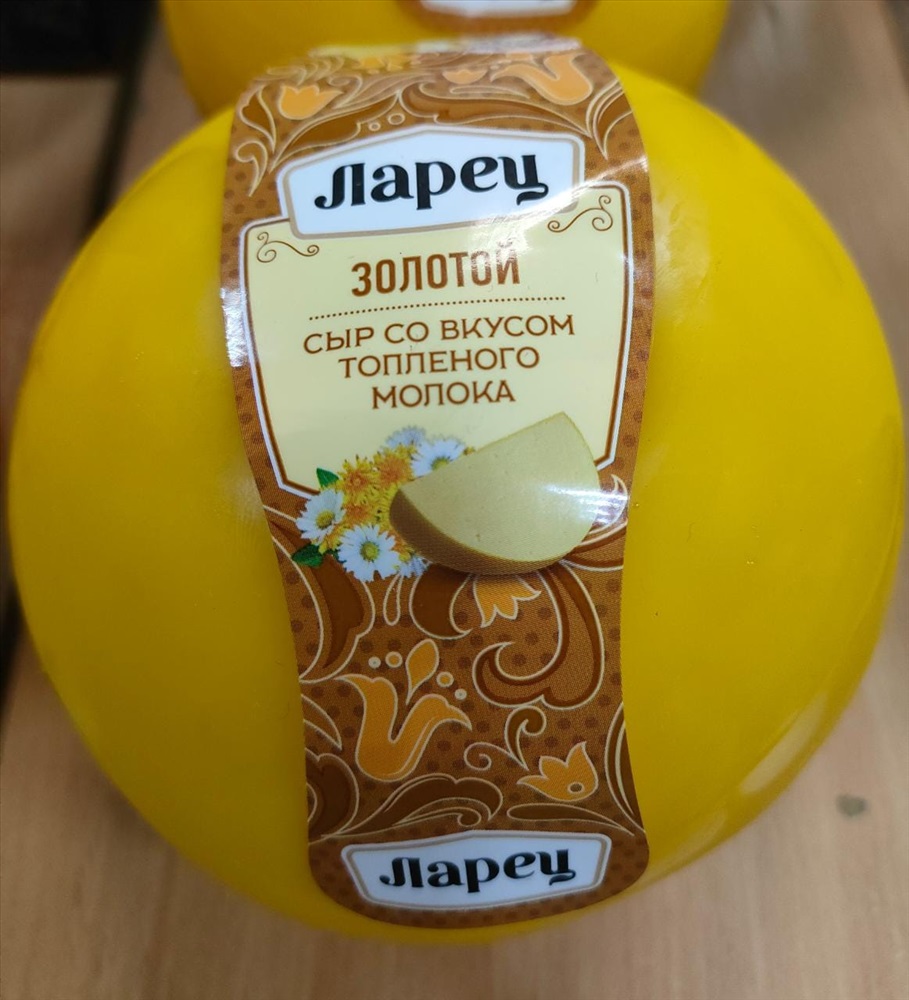 Ларец
ЗОЛОТОЙ
СЫР СО ВКУСОМ
ТОПЛЕНОГО
МОЛОКА
Ларец